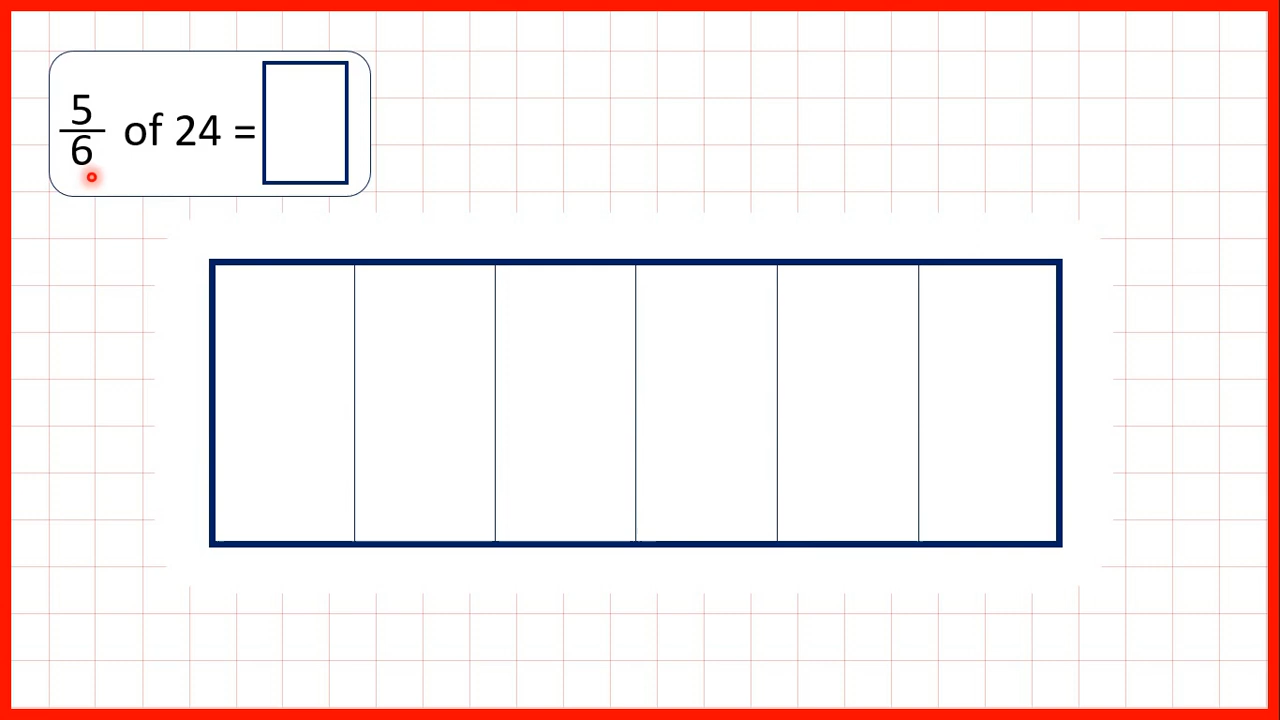 5/6 of 24 =